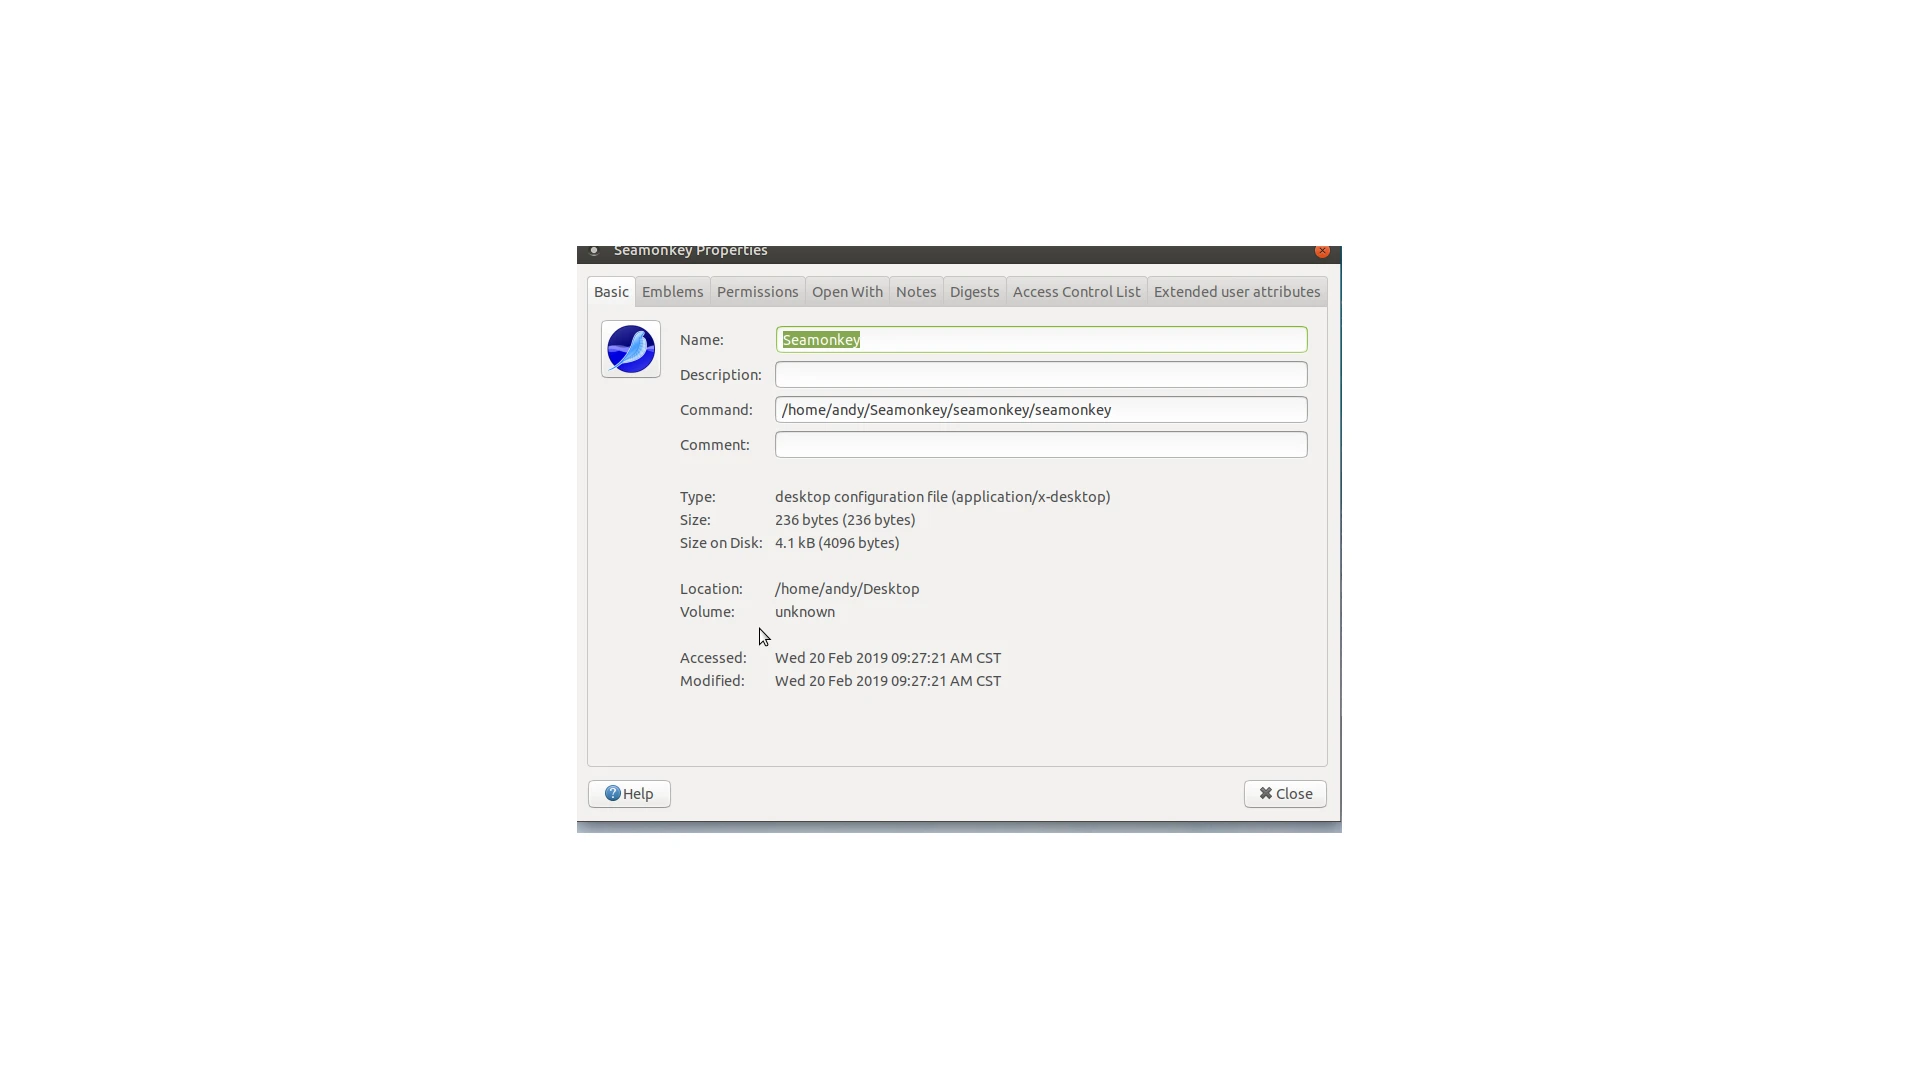 Seamonkey Properties
Basic Emblems Permissions Open With Notes Digests Access Control List Extended user attributes
Name: Seamonkey
Description:
Command: /home/andy/Seamonkey/seamonkey/seamonkey
Comment:
Type: desktop configuration file (application/x-desktop)
Size: 236 bytes (236 bytes)
Size on Disk: 4.1 kB (4096 bytes)
Location: /home/andy/Desktop
Volume: unknown
Accessed: Wed 20 Feb 2019 09:27:21 AM CST
Modified: Wed 20 Feb 2019 09:27:21 AM CST
Help Close